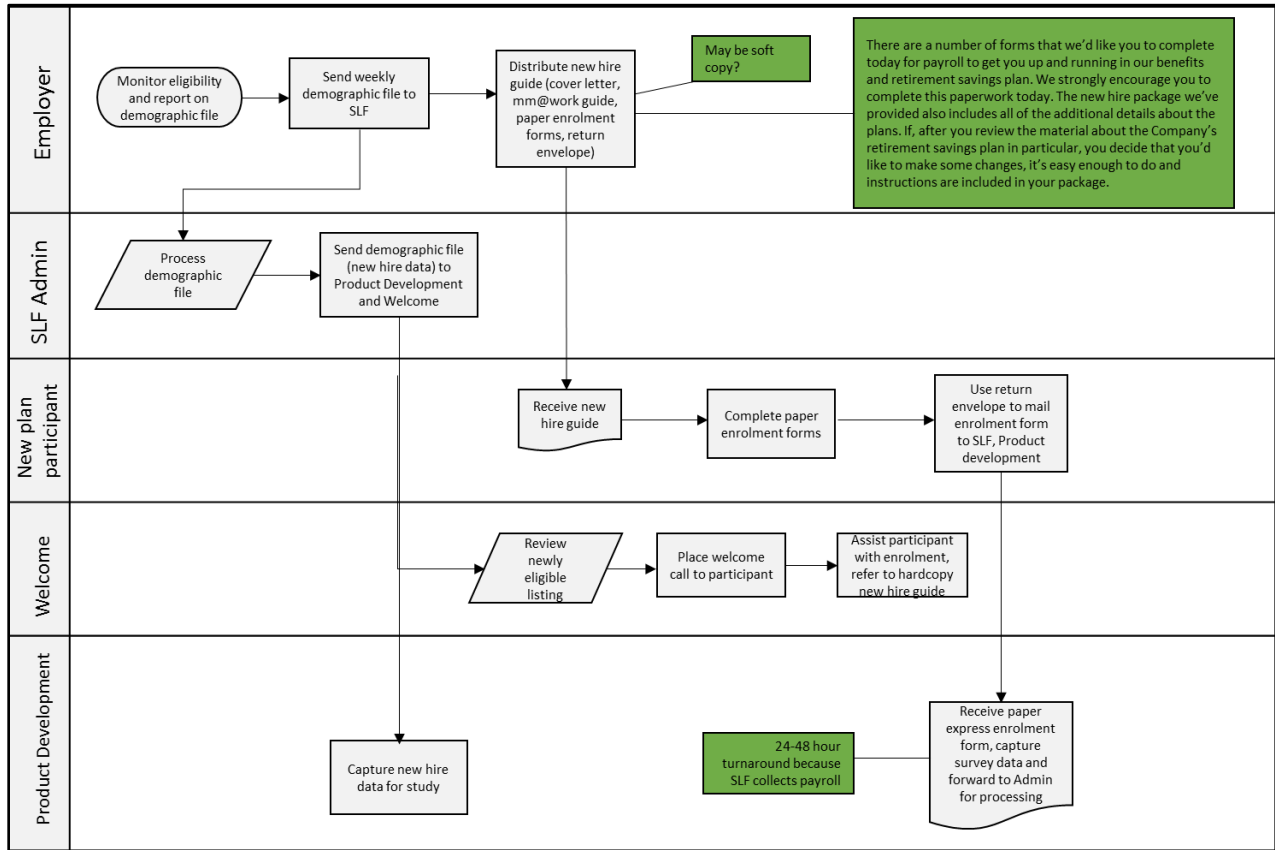 Employer
Monitor eligibility
and report on
demographic file
Send weekly
demographic file to
SLF
Distribute new hire
guide (cover letter,
mm@work guide,
paper enrolment
forms, return
envelope)
May be soft
copy?
There are a number of forms that we'd like you to complete
today for payroll to get you up and running in our benefits
and retirement savings plan. We strongly encourage you to
complete this paperwork today. The new hire package we've
provided also includes all of the additional details about the
plans. If, after you review the material about the Company's
retirement savings plan in particular, you decide that you'd
like to make some changes, it's easy enough to do and
instructions are included in your package.
SLF Admin
Process
demographic
file
Send demographic file
(new hire data) to
Product Development
and Welcome
New plan
participant
Receive new
hire guide
Complete paper
enrolment forms
Use return
envelope to mail
enrolment form
to SLF, Product
development
Welcome
Review
newly
eligible
listing
Place welcome
call to participant
Assist participant
with enrolment,
refer to hardcopy
new hire guide
Product Development
Capture new hire
data for study
24-48 hour
turnaround because
SLF collects payroll
Receive paper
express enrolment
form, capture
survey data and
forward to Admin
for processing